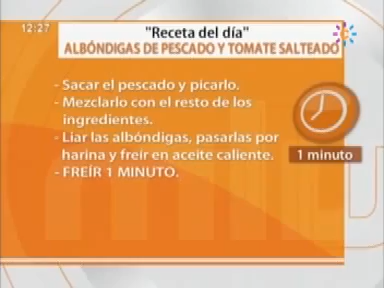 12:27
"Receta del día"
ALBÓNDIGAS DE PESCADO Y TOMATE SALTEADO
- Sacar el pescado y picarlo.
- Mezclarlo con el resto de los
ingredientes.
- Liar las albóndigas, pasarlas por
harina y freír en aceite caliente.
- FREÍR 1 MINUTO.
1 minuto